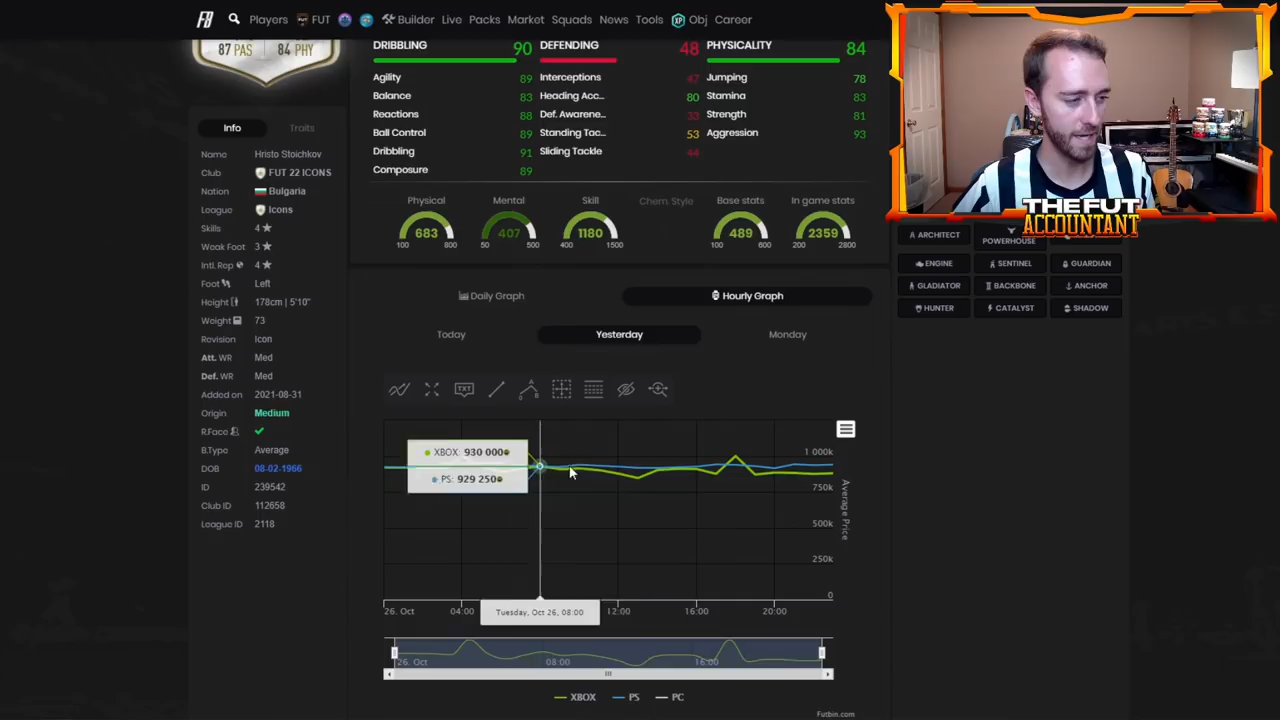 F8 Players FUT Builder Live Packs Market Squads News Tools XP Obj Career
87 PAS 84 PHY
DRIBBLING 90 DEFENDING 48 PHYSICALITY 84
Agility 89 Interceptions 47 Jumping 78
Balance 83 Heading Acc... 80 Stamina 83
Reactions 88 Def. Awarene... 33 Strength 81
Ball Control 89 Standing Tac... 53 Aggression 93
Dribbling 91 Sliding Tackle 44
Composure 89
Info Traits
Name Hristo Stoichkov
Club FUT 22 ICONS
Nation Bulgaria
League Icons
Skills 4
Weak Foot 3
Intl. Rep 4
Foot Left
Height 178cm | 5'10"
Weight 73
Revision Icon
Att. WR Med
Def. WR Med
Added on 2021-08-31
Origin Medium
R.Face
B.Type Average
DOB 08-02-1966
ID 239542
Club ID 112658
League ID 2118
Physical Mental Skill Chem. Style Base stats In game stats
683 407 1180 489 2359
100 800 50 500 400 1500 100 600 200 2800
Daily Graph Hourly Graph
Today Yesterday Monday
TXT
XBOX: 930 000
PS: 929 250
1 000k
750k
500k
250k
0
Average Price
26. Oct 04:00 12:00 16:00 20:00
Tuesday, Oct 26, 08:00
26. Oct 08:00 16:00
XBOX PS PC
Futbin.com
THE FUT
ACCOUNTANT
ARCHITECT POWERHOUSE
ENGINE SENTINEL GUARDIAN
GLADIATOR BACKBONE ANCHOR
HUNTER CATALYST SHADOW